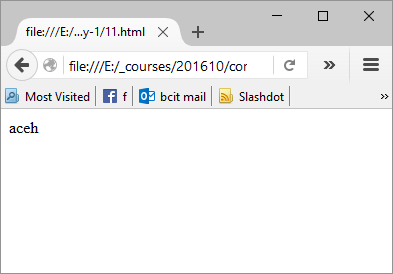 file:///E:/...y-1/11.html
file:///E:/_courses/201610/cor
Most Visited f bcit mail Slashdot
aceh